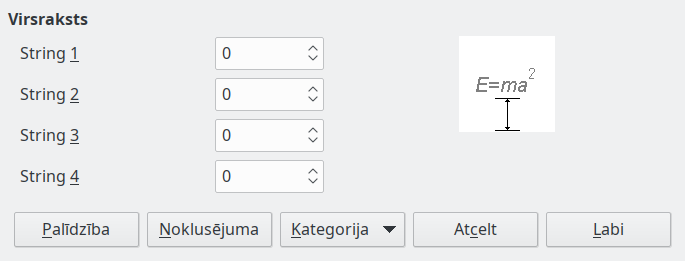 Virsraksts
String 1 0
String 2 0
String 3 0
String 4 0
E=ma²
Palīdzība Noklusējuma Kategorija Atcelt Labi